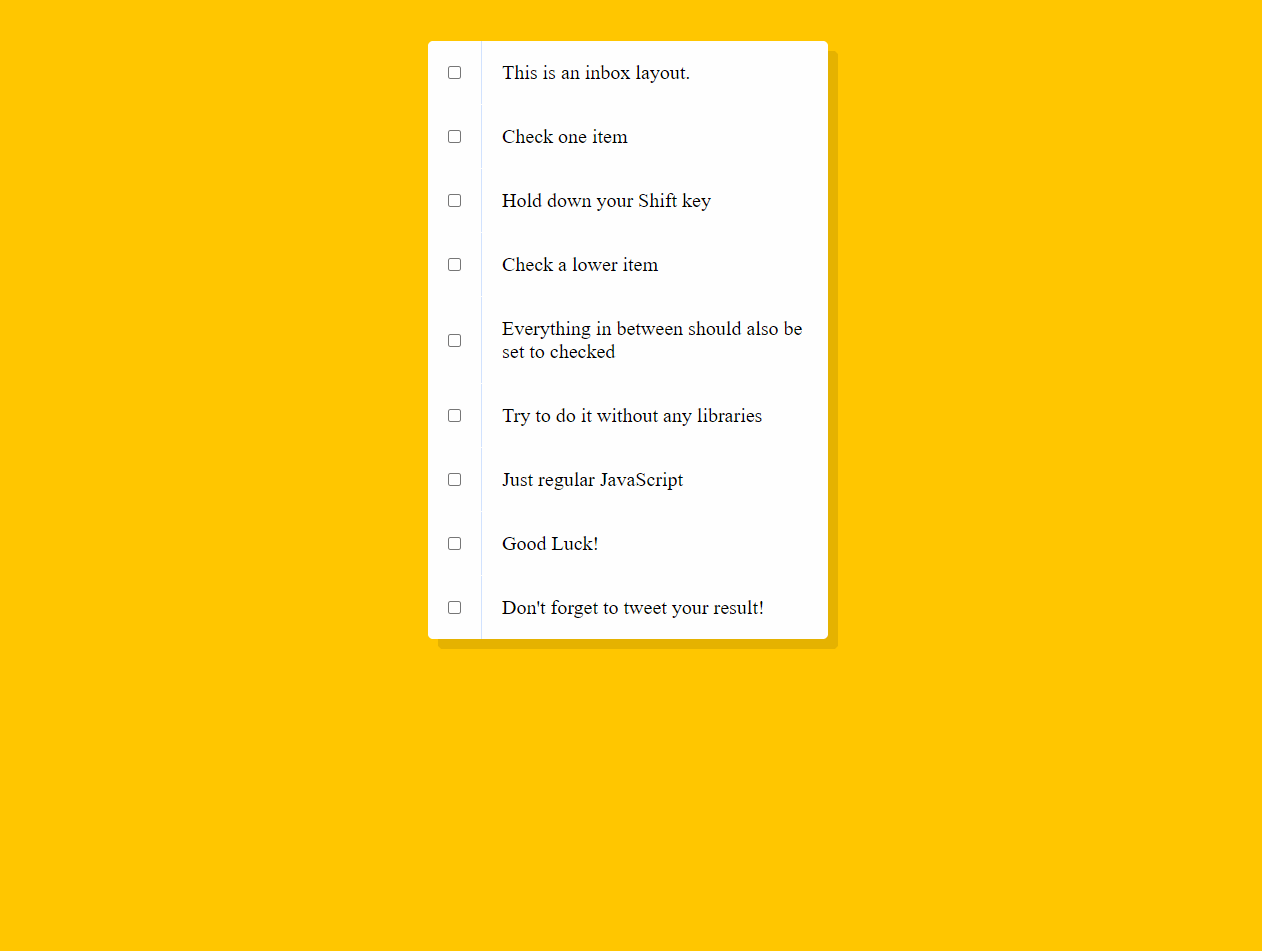 This is an inbox layout.
Check one item
Hold down your Shift key
Check a lower item
Everything in between should also be
set to checked
Try to do it without any libraries
Just regular JavaScript
Good Luck!
Don't forget to tweet your result!